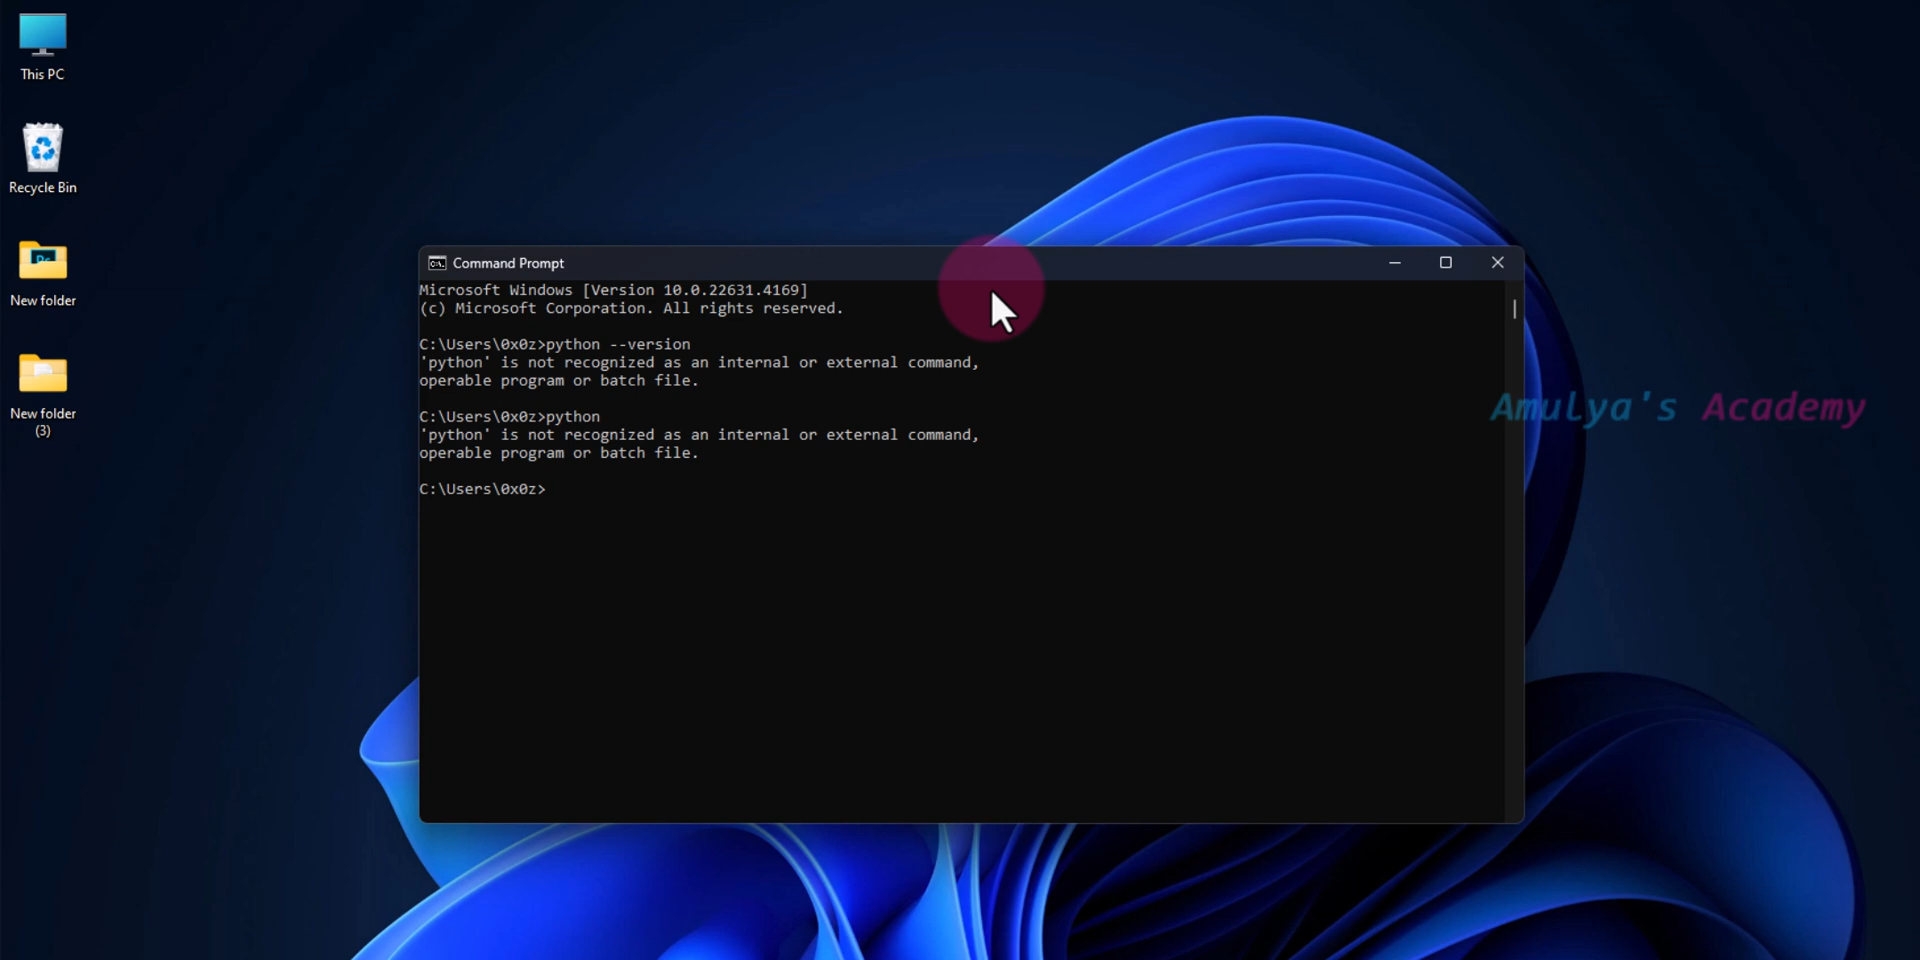 This PC
Recycle Bin
New folder
New folder
(3)
Command Prompt
Microsoft Windows [Version 10.0.22631.4169]
(c) Microsoft Corporation. All rights reserved.
C:\Users\0x0z>python --version
'python' is not recognized as an internal or external command,
operable program or batch file.
C:\Users\0x0z>python
'python' is not recognized as an internal or external command,
operable program or batch file.
C:\Users\0x0z>
Amulya's Academy